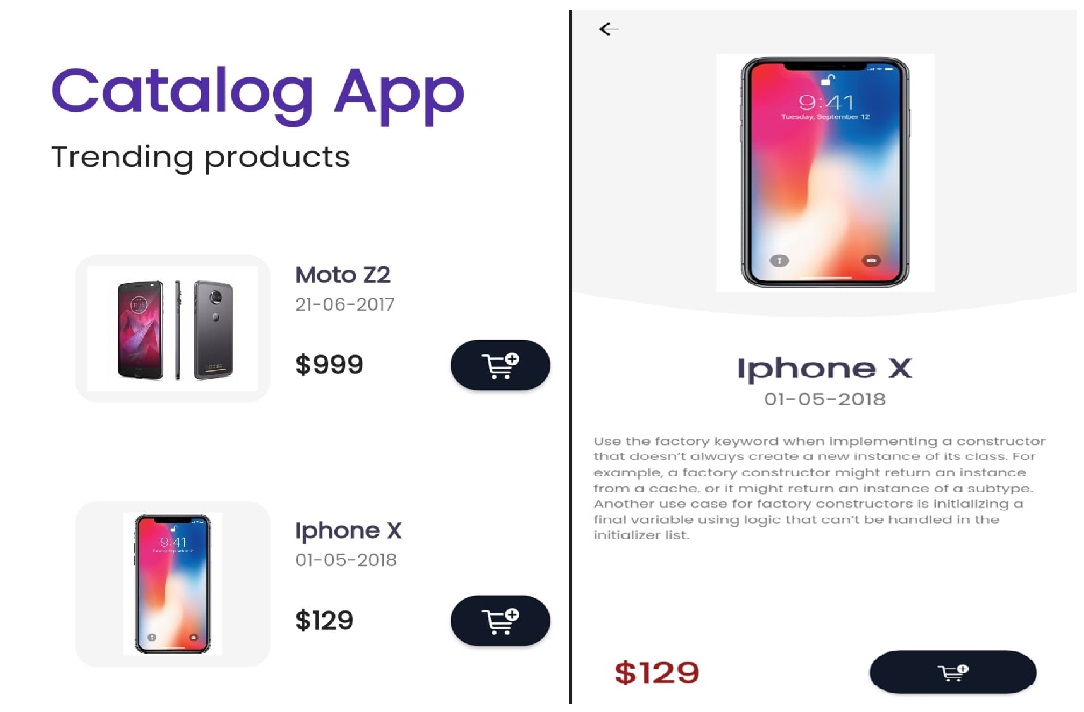 Catalog App
Trending products
Moto Z2
21-06-2017
$999
9:41
Iphone X
01-05-2018
$129
9:41
Tuesday, September 12
Iphone X
01-05-2018
Use the factory keyword when implementing a constructor
that doesn't always create a new instance of its class. For
example, a factory constructor might return an instance
from a cache, or it might return an instance of a subtype.
Another use case for factory constructors is initializing a
final variable using logic that can't be handled in the
initializer list.
$129